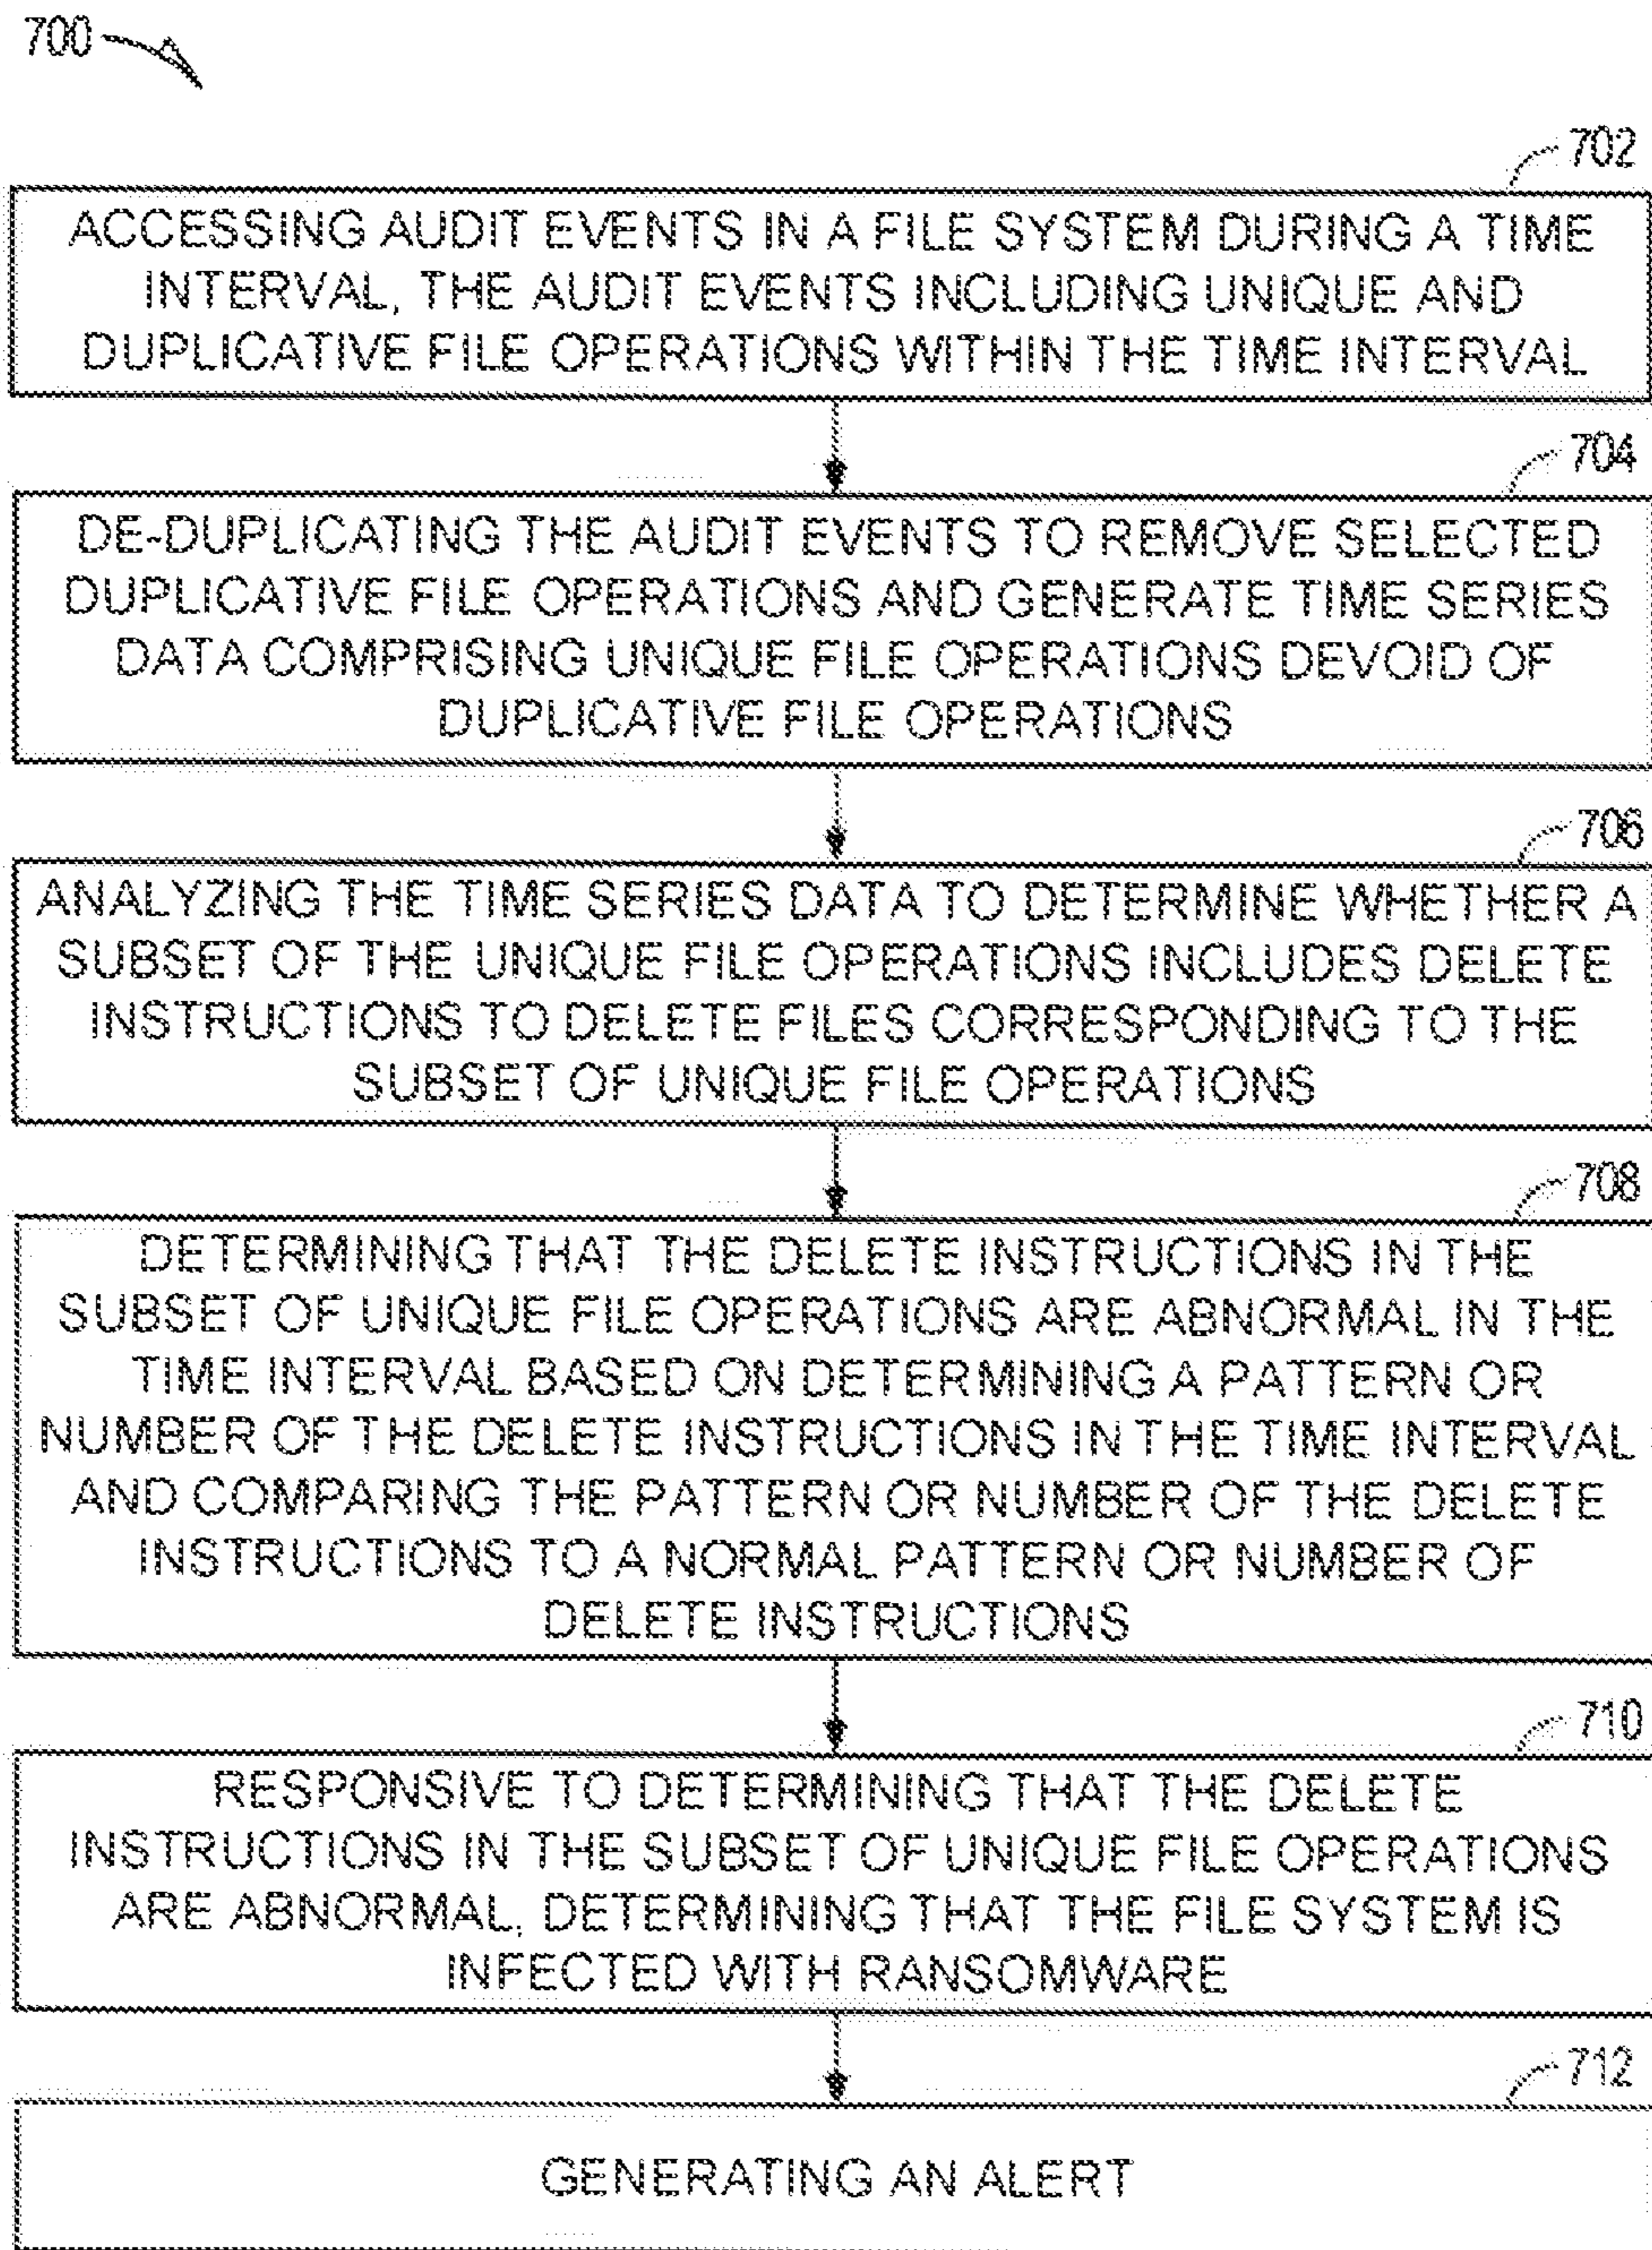 700
702
ACCESSING AUDIT EVENTS IN A FILE SYSTEM DURING A TIME
INTERVAL, THE AUDIT EVENTS INCLUDING UNIQUE AND
DUPLICATIVE FILE OPERATIONS WITHIN THE TIME INTERVAL
704
DE-DUPLICATING THE AUDIT EVENTS TO REMOVE SELECTED
DUPLICATIVE FILE OPERATIONS AND GENERATE TIME SERIES
DATA COMPRISING UNIQUE FILE OPERATIONS DEVOID OF
DUPLICATIVE FILE OPERATIONS
706
ANALYZING THE TIME SERIES DATA TO DETERMINE WHETHER A
SUBSET OF THE UNIQUE FILE OPERATIONS INCLUDES DELETE
INSTRUCTIONS TO DELETE FILES CORRESPONDING TO THE
SUBSET OF UNIQUE FILE OPERATIONS
708
DETERMINING THAT THE DELETE INSTRUCTIONS IN THE
SUBSET OF UNIQUE FILE OPERATIONS ARE ABNORMAL IN THE
TIME INTERVAL BASED ON DETERMINING A PATTERN OR
NUMBER OF THE DELETE INSTRUCTIONS IN THE TIME INTERVAL
AND COMPARING THE PATTERN OR NUMBER OF THE DELETE
INSTRUCTIONS TO A NORMAL PATTERN OR NUMBER OF
DELETE INSTRUCTIONS
710
RESPONSIVE TO DETERMINING THAT THE DELETE
INSTRUCTIONS IN THE SUBSET OF UNIQUE FILE OPERATIONS
ARE ABNORMAL, DETERMINING THAT THE FILE SYSTEM IS
INFECTED WITH RANSOMWARE
712
GENERATING AN ALERT